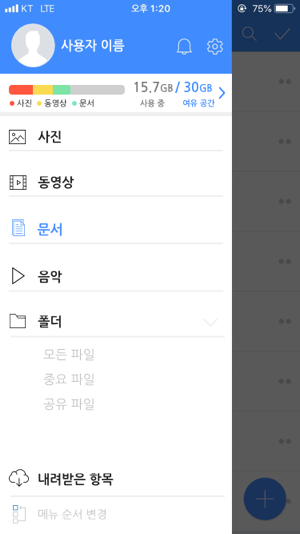 KT LTE 오후 1:20 75%
사용자 이름
15.7GB / 30GB
사진 동영상 문서 사용 중 여유 공간
사진
동영상
문서
음악
폴더
모든 파일
중요 파일
공유 파일
내려받은 항목
메뉴 순서 변경